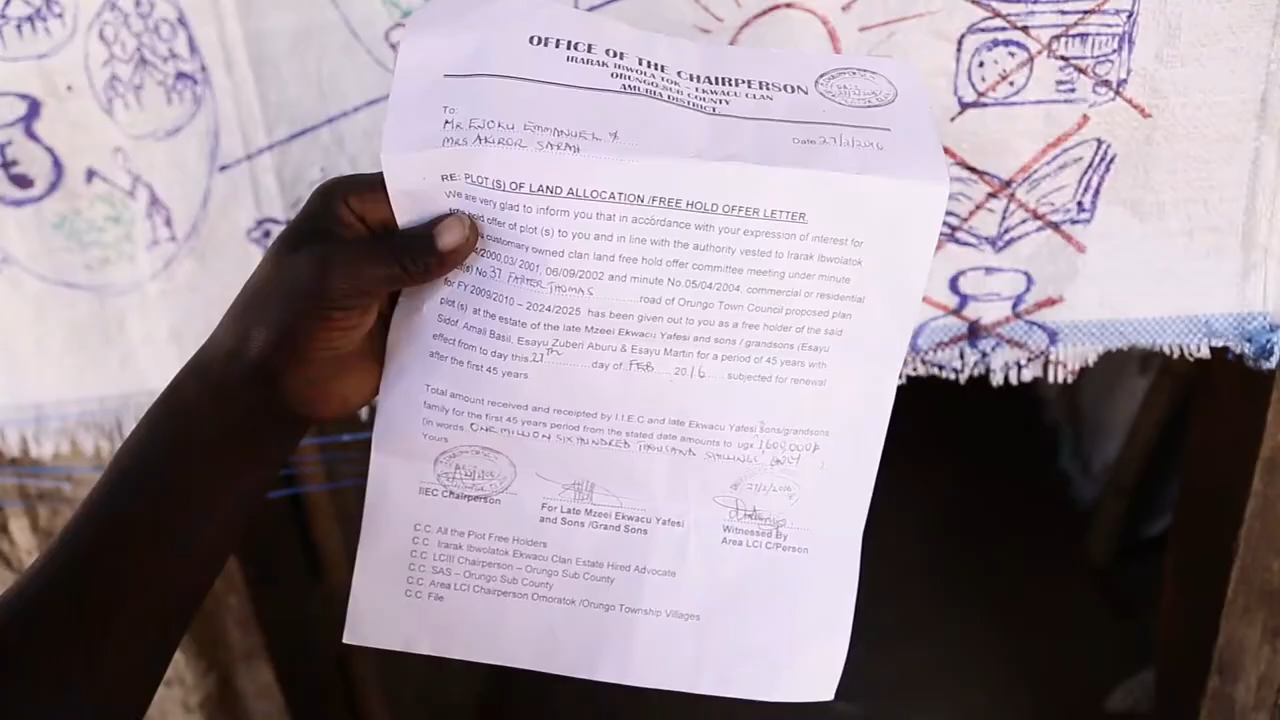 OFFICE OF THE CHAIRPERSON
IRARAK IBWOLA TOK - EKWACU CLAN
ORUNGO SUB COUNTY
AMURIA DISTRICT.
Date 27/2/2016
To:
MR. EJOKU EMMANUEL &
MRS AKIROR SARAH
RE: PLOT (S) OF LAND ALLOCATION /FREE HOLD OFFER LETTER.
We are very glad to inform you that in accordance with your expression of interest for
hold offer of plot (s) to you and in line with the authority vested to Irarak Ibwolatok
customary owned clan land free hold offer committee meeting under minute
/2000,03/ 2001, 06/09/2002 and minute No.05/04/2004, commercial or residential
No. 37 FARTER THOMAS road of Orungo Town Council proposed plan
for FY 2009/2010 – 2024/2025 has been given out to you as a free holder of the said
plot (s) at the estate of the late Mzeei Ekwacu Yafesi and sons / grandsons (Esayu
Sidof, Amali Basil, Esayu Zuberi Aburu & Esayu Martin for a period of 45 years with
effect from to day this 27TH day of FEB 2016 subjected for renewal
after the first 45 years
Total amount received and receipted by I.I.E.C and late Ekwacu Yafesi sons/grandsons
family for the first 45 years period from the stated date amounts to ugx 1600,000/=
(in words ONE MILLION SIX HUNDRED THOUSAND SHILLINGS ONLY
Yours
27/2/2016
IIEC Chairperson
For Late Mzeei Ekwacu Yafesi
and Sons /Grand Sons
Witnessed By
Area LCI C/Person
C.C. All the Plot Free Holders
C.C Irarak Ibwolatok Ekwacu Clan Estate Hired Advocate
C.C. LCIII Chairperson – Orungo Sub County
C.C. SAS – Orungo Sub County
C.C. Area LCI Chairperson Omoratok /Orungo Township Villages
C.C. File